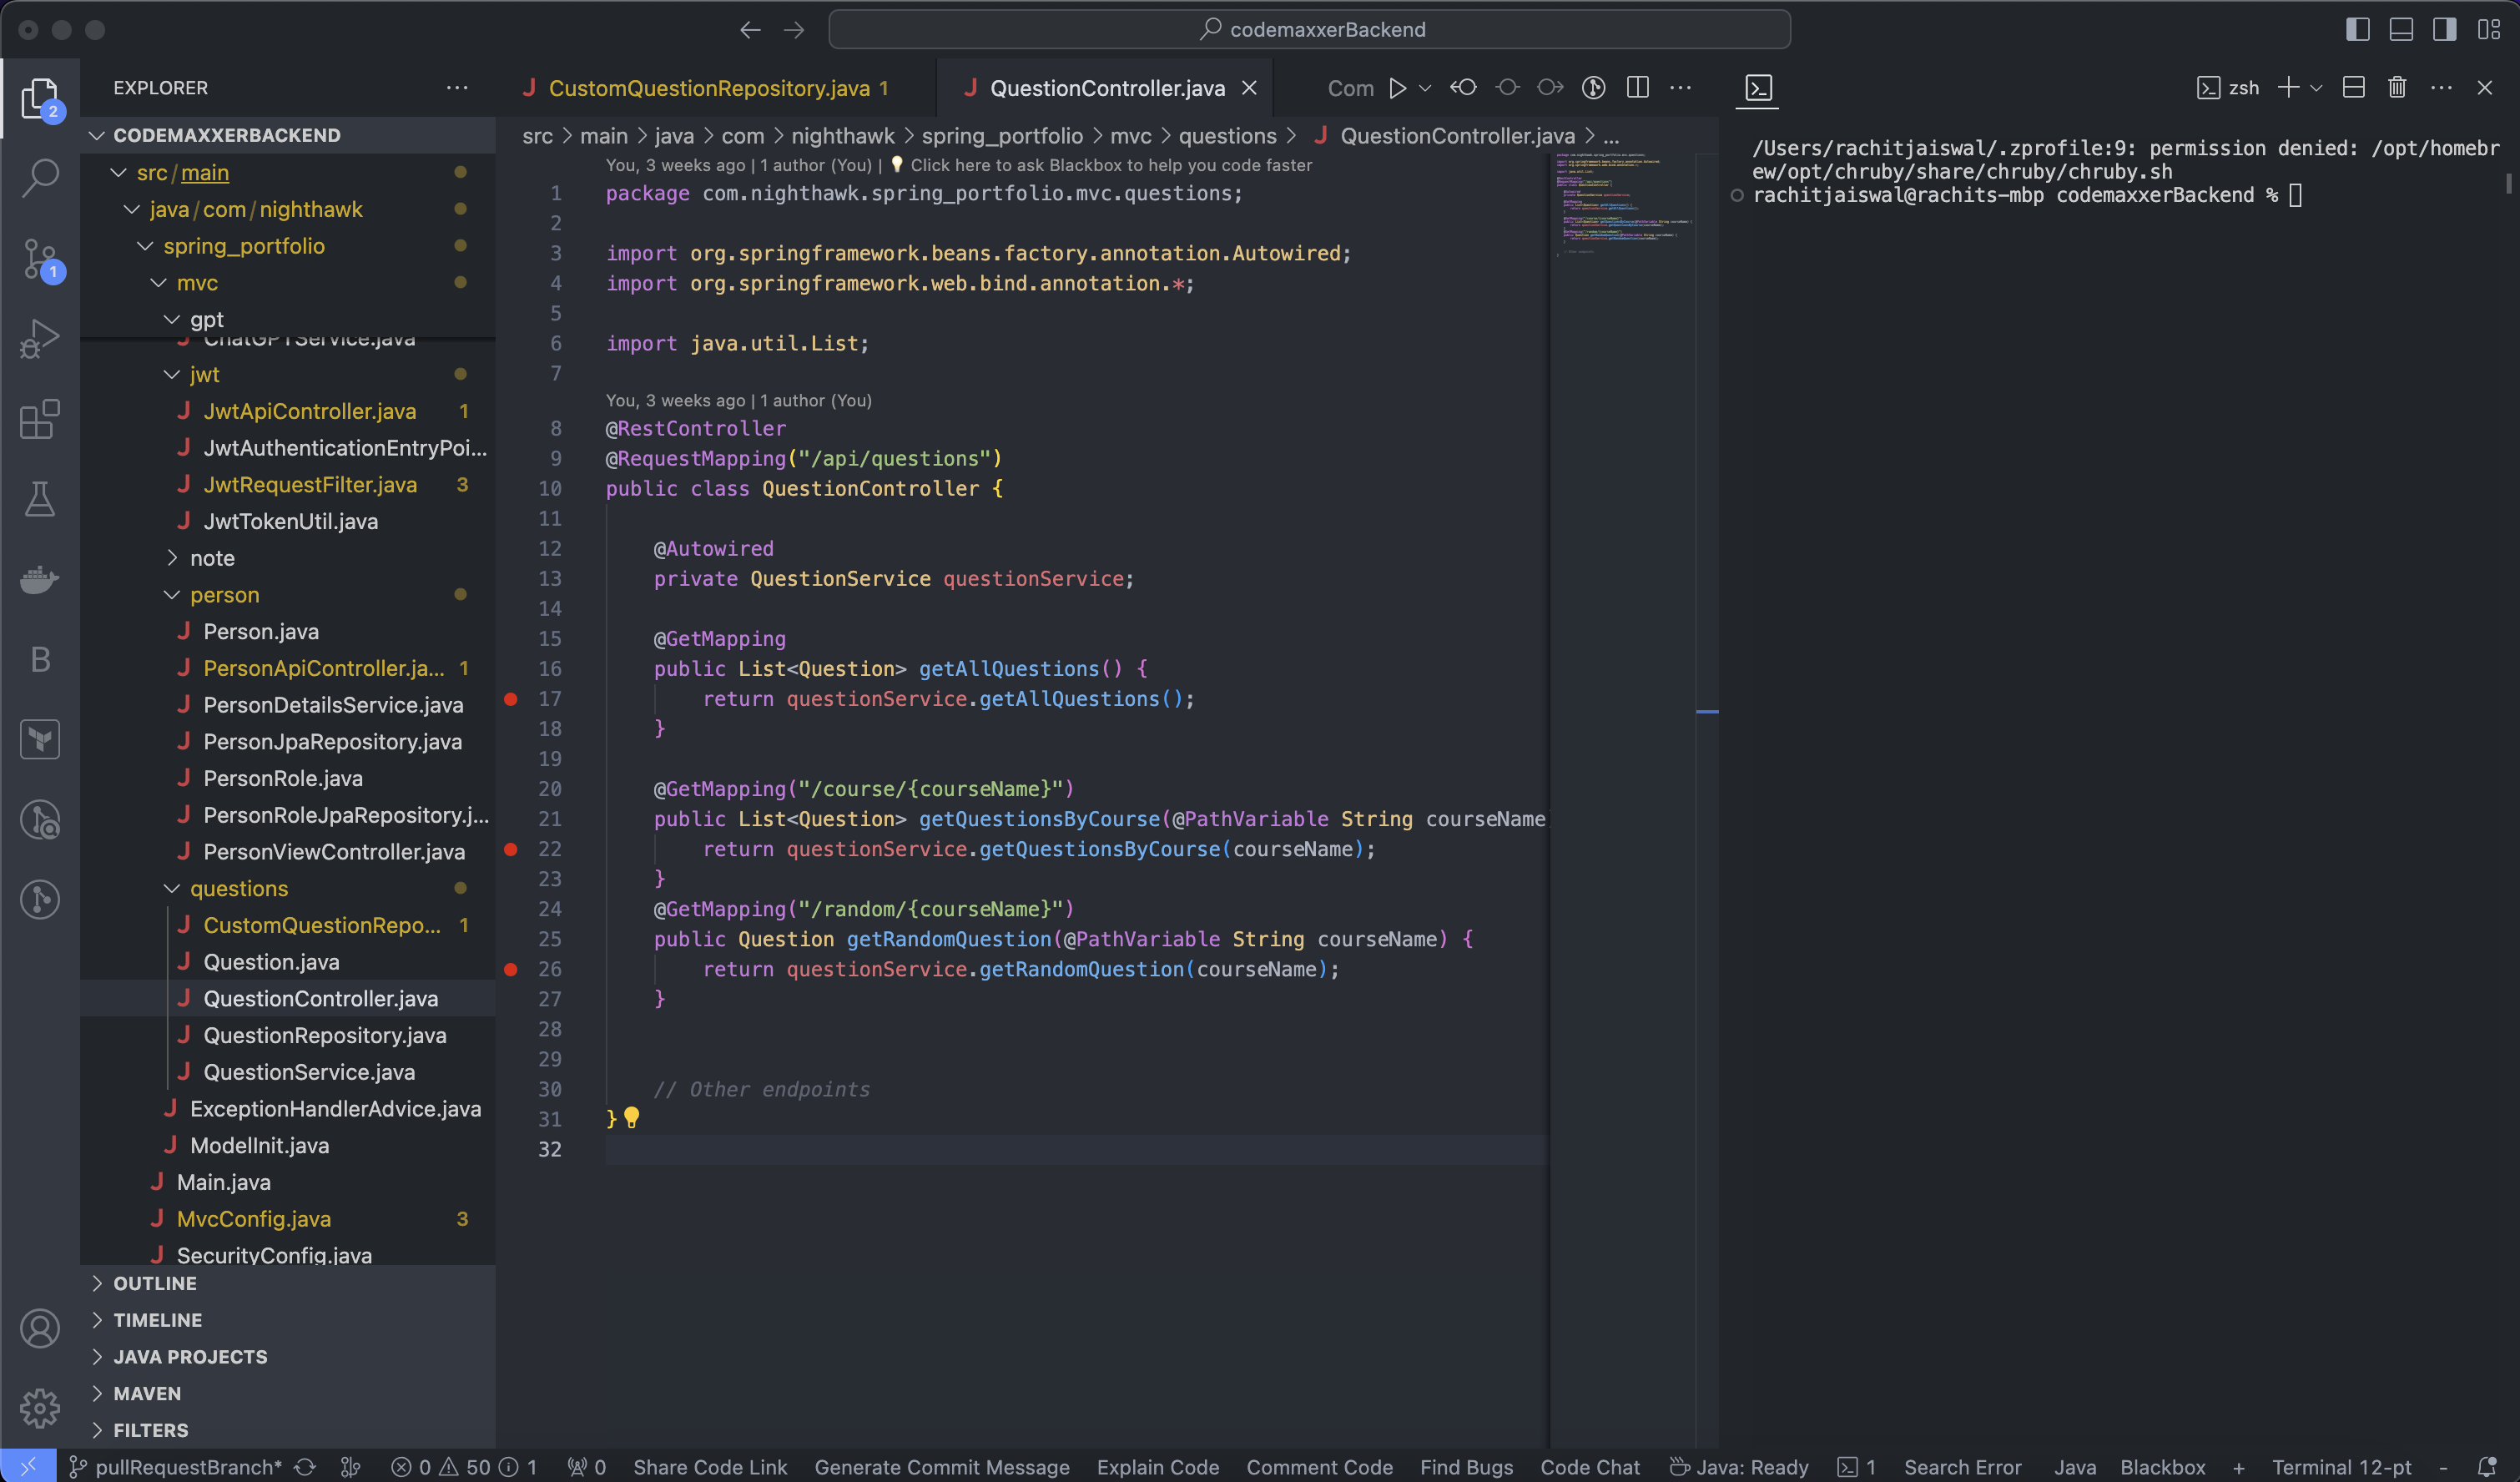 codemaxxerBackend
EXPLORER
CODEMAXXERBACKEND
src/main
java/com/nighthawk
spring_portfolio
mvc
gpt
ChatGPTService.java
jwt
JwtApiController.java 1
JwtAuthenticationEntryPoi...
JwtRequestFilter.java 3
JwtTokenUtil.java
note
person
Person.java
PersonApiController.ja... 1
PersonDetailsService.java
PersonJpaRepository.java
PersonRole.java
PersonRoleJpaRepository.j...
PersonViewController.java
questions
CustomQuestionRepo... 1
Question.java
QuestionController.java
QuestionRepository.java
QuestionService.java
ExceptionHandlerAdvice.java
ModelInit.java
Main.java
MvcConfig.java 3
SecurityConfig.java
OUTLINE
TIMELINE
JAVA PROJECTS
MAVEN
FILTERS
2
1
B
CustomQuestionRepository.java 1
QuestionController.java
Com
src > main > java > com > nighthawk > spring_portfolio > mvc > questions > QuestionController.java > ...
You, 3 weeks ago | 1 author (You) | Click here to ask Blackbox to help you code faster
1 package com.nighthawk.spring_portfolio.mvc.questions;
2
3 import org.springframework.beans.factory.annotation.Autowired;
4 import org.springframework.web.bind.annotation.*;
5
6 import java.util.List;
7
You, 3 weeks ago | 1 author (You)
8 @RestController
9 @RequestMapping("/api/questions")
10 public class QuestionController {
11
12 @Autowired
13 private QuestionService questionService;
14
15 @GetMapping
16 public List<Question> getAllQuestions() {
17 return questionService.getAllQuestions();
18 }
19
20 @GetMapping("/course/{courseName}")
21 public List<Question> getQuestionsByCourse(@PathVariable String courseName
22 return questionService.getQuestionsByCourse(courseName);
23 }
24 @GetMapping("/random/{courseName}")
25 public Question getRandomQuestion(@PathVariable String courseName) {
26 return questionService.getRandomQuestion(courseName);
27 }
28
29
30 // Other endpoints
31 }
32
zsh
/Users/rachitjaiswal/.zprofile:9: permission denied: /opt/homebr
ew/opt/chruby/share/chruby/chruby.sh
rachitjaiswal@rachits-mbp codemaxxerBackend %
pullRequestBranch* 0 50 1 0 Share Code Link Generate Commit Message Explain Code Comment Code Find Bugs Code Chat Java: Ready 1 Search Error Java Blackbox + Terminal 12-pt -